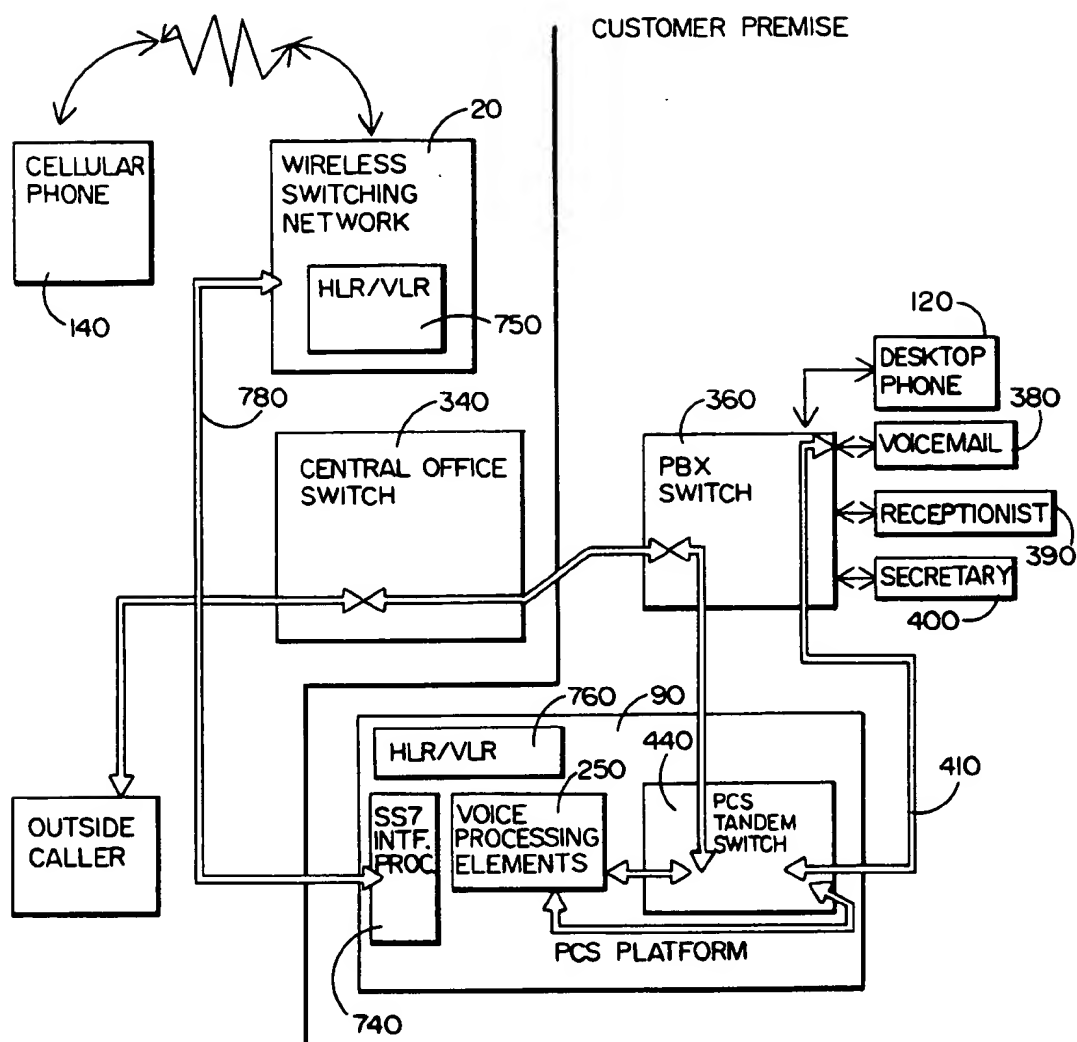 CUSTOMER PREMISE
20
CELLULAR
PHONE
140
WIRELESS
SWITCHING
NETWORK
HLR/VLR
750
780
340
CENTRAL OFFICE
SWITCH
360
PBX
SWITCH
120
DESKTOP
PHONE
380
VOICEMAIL
RECEPTIONIST
390
SECRETARY
400
410
OUTSIDE
CALLER
760
90
HLR/VLR
250
440
SS7
INTF.
PROC.
VOICE
PROCESSING
ELEMENTS
PCS
TANDEM
SWITCH
PCS PLATFORM
740